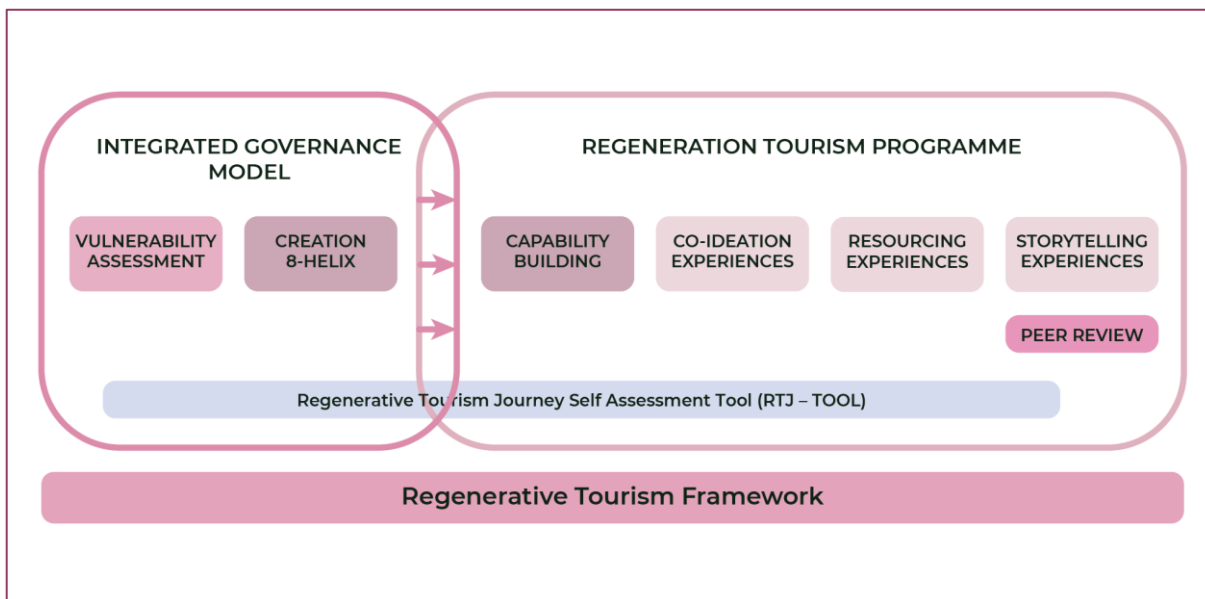 INTEGRATED GOVERNANCE
MODEL
REGENERATION TOURISM PROGRAMME
VULNERABILITY
ASSESSMENT
CREATION
8-HELIX
CAPABILITY
BUILDING
CO-IDEATION
EXPERIENCES
RESOURCING
EXPERIENCES
STORYTELLING
EXPERIENCES
PEER REVIEW
Regenerative Tourism Journey Self Assessment Tool (RTJ – TOOL)
Regenerative Tourism Framework